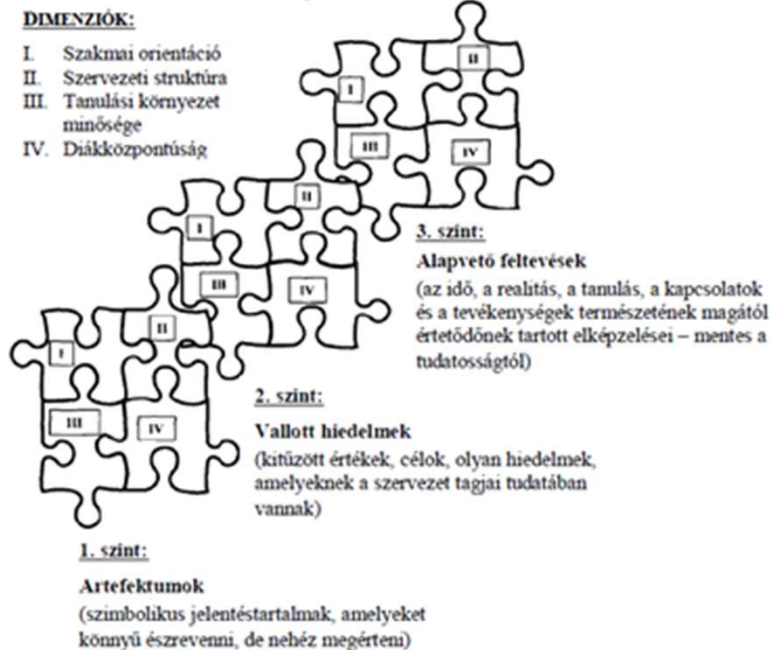 DIMENZIÓK:
I. Szakmai orientáció
II. Szervezeti struktúra
III. Tanulási környezet
minősége
IV. Diákközpontúság
I
II
III
IV
I
II
III
IV
I
II
III
IV
3. szint:
Alapvető feltevések
(az idő, a realitás, a tanulás, a kapcsolatok
és a tevékenységek természetének magától
értetődőnek tartott elképzelései – mentes a
tudatosságtól)
2. szint:
Vallott hiedelmek
(kitűzött értékek, célok, olyan hiedelmek,
amelyeknek a szervezet tagjai tudatában
vannak)
1. szint:
Artefektumok
(szimbolikus jelentéstartalmak, amelyeket
könnyű észrevenni, de nehéz megérteni)